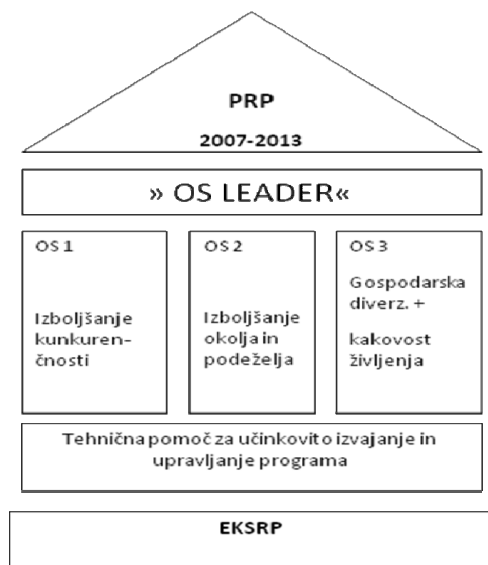 PRP
2007-2013
» OS LEADER«
OS 1
Izboljšanje
kunkuren-
čnosti
OS 2
Izboljšanje
okolja in
podeželja
OS 3
Gospodarska
diverz. +
kakovost
življenja
Tehnična pomoč za učinkovito izvajanje in
upravljanje programa
EKSRP